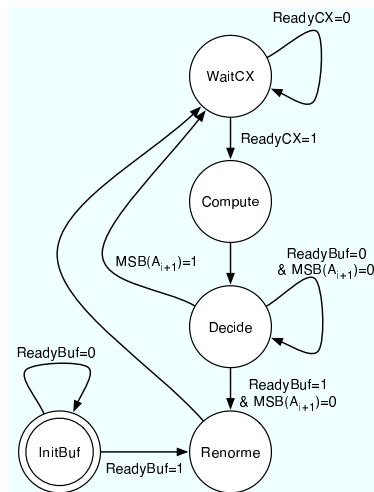 ReadyCX=0
WaitCX
ReadyCX=1
Compute
ReadyBuf=0
& MSB(A_{i+1})=0
MSB(A_{i+1})=1
Decide
ReadyBuf=0
ReadyBuf=1
& MSB(A_{i+1})=0
InitBuf
Renorme
ReadyBuf=1